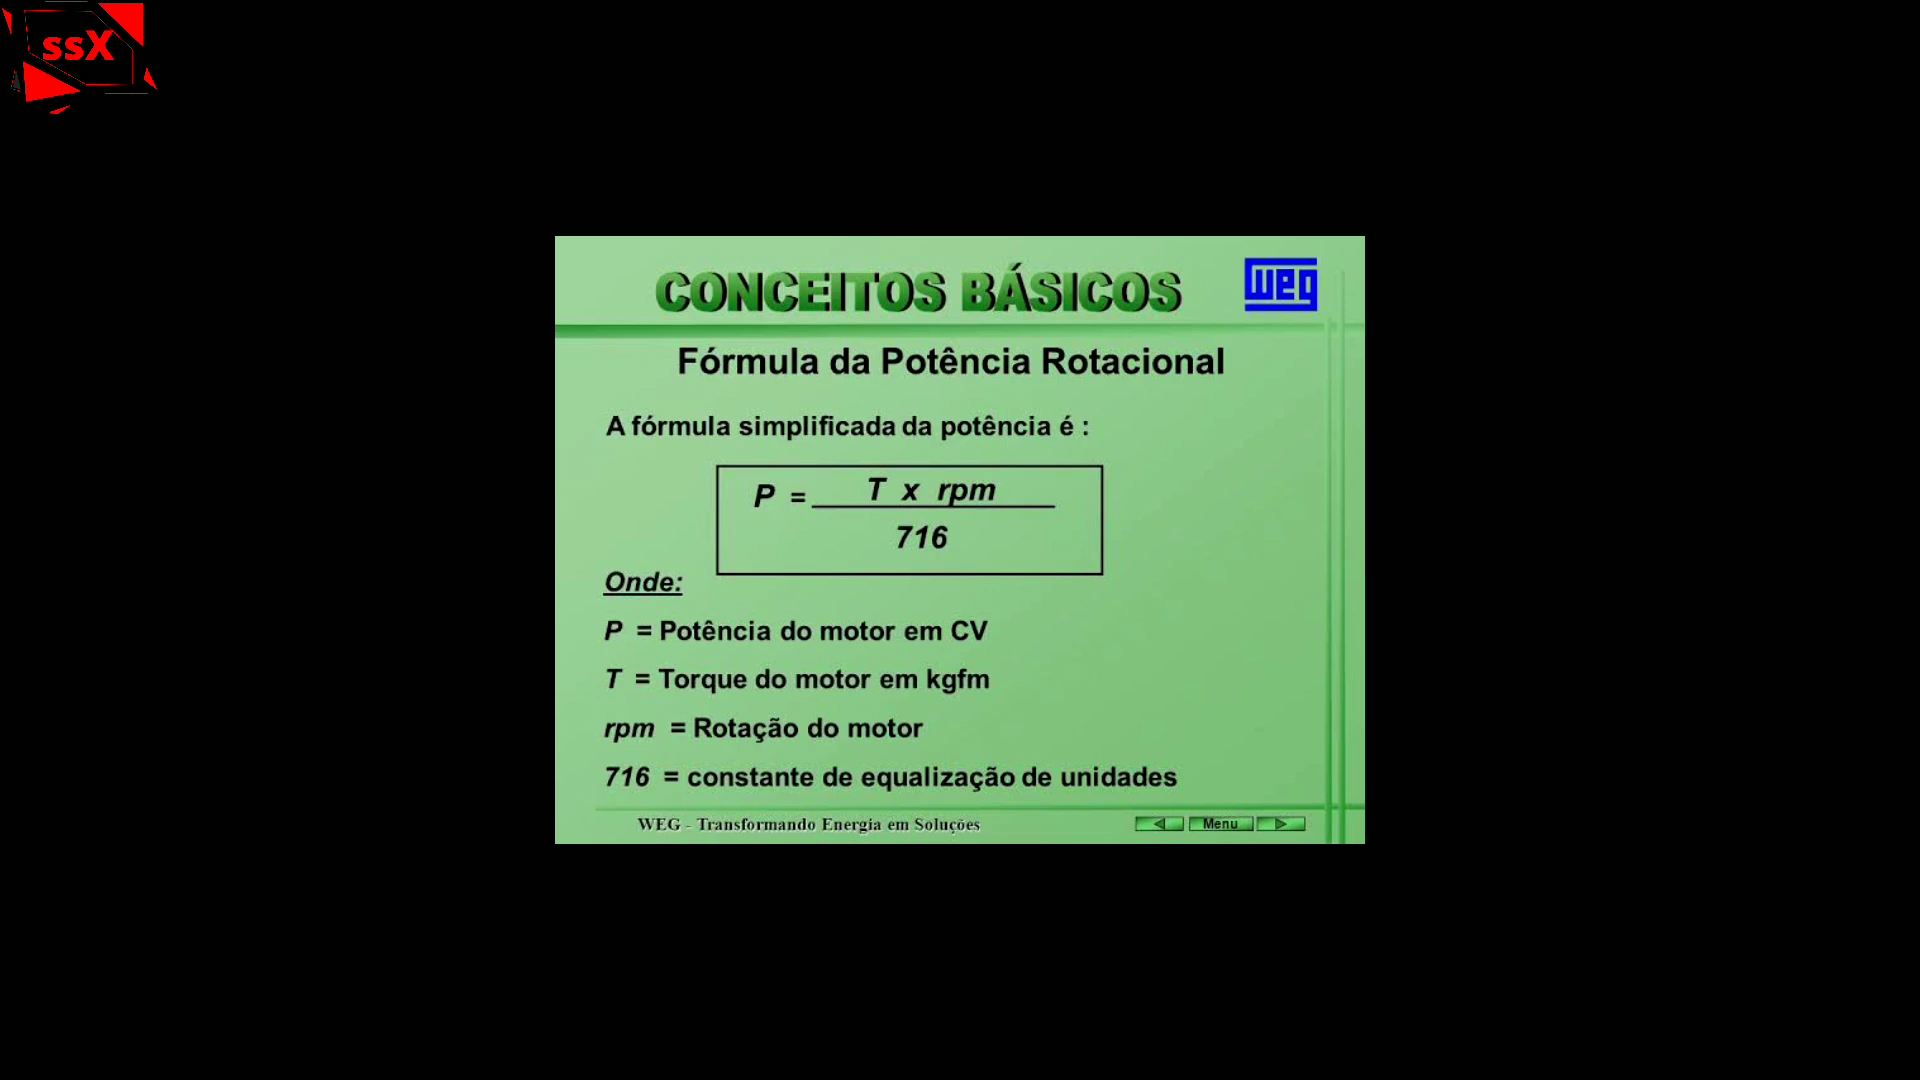 ssX
CONCEITOS BÁSICOS
weg
Fórmula da Potência Rotacional
A fórmula simplificada da potência é :
P = T x rpm
716
Onde:
P = Potência do motor em CV
T = Torque do motor em kgfm
rpm = Rotação do motor
716 = constante de equalização de unidades
WEG - Transformando Energia em Soluções
Menu